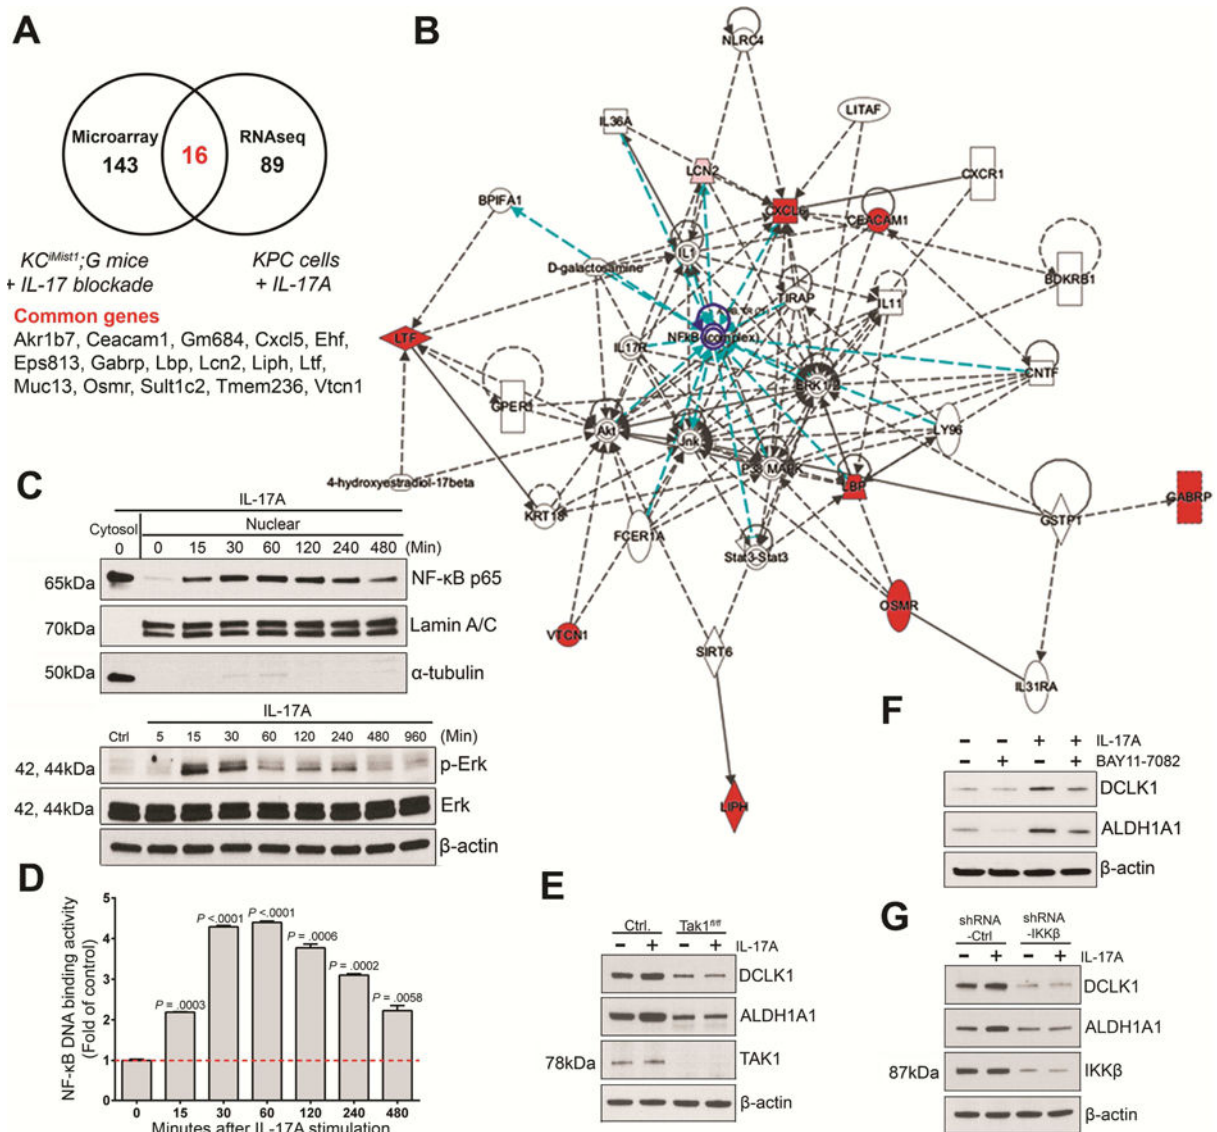 A
Microarray
143
16
RNAseq
89
KCiMist1;G mice
+ IL-17 blockade
KPC cells
+ IL-17A
Common genes
Akr1b7, Ceacam1, Gm684, Cxcl5, Ehf,
Eps813, Gabrp, Lbp, Lcn2, Liph, Ltf,
Muc13, Osmr, Sult1c2, Tmem236, Vtcn1
B
NLRC4
LITAF
IL36A
LCN2
CXCR1
BPIFA1
CXCL6
CEACAM1
IL1
D-galactosamine
BDKRB1
TIRAP
IL11
LTF
IL17R
NFkB (complex)
ERK1/2
CNTF
GPER1
Akt
Jnk
LY96
P38 MAPK
4-hydroxyestradiol-17beta
LBP
GABRP
KRT18
FCER1A
GSTP1
Stat3-Stat3
OSMR
VTCN1
SIRT6
IL31RA
LIPH
C
IL-17A
Cytosol
Nuclear
0 0 15 30 60 120 240 480 (Min)
65kDa NF-κB p65
70kDa Lamin A/C
50kDa α-tubulin
IL-17A
Ctrl 5 15 30 60 120 240 480 960 (Min)
42, 44kDa p-Erk
42, 44kDa Erk
β-actin
D
NF-κB DNA binding activity
(Fold of control)
5
4
3
2
1
0
P = .0003
P <.0001
P <.0001
P = .0006
P = .0002
P = .0058
0 15 30 60 120 240 480
Minutes after IL-17A stimulation
E
Ctrl. Tak1fl/fl
- + - + IL-17A
DCLK1
ALDH1A1
78kDa TAK1
β-actin
F
- - + + IL-17A
- + - + BAY11-7082
DCLK1
ALDH1A1
β-actin
G
shRNA
-Ctrl
shRNA
-IKKβ
- + - + IL-17A
DCLK1
ALDH1A1
87kDa IKKβ
β-actin